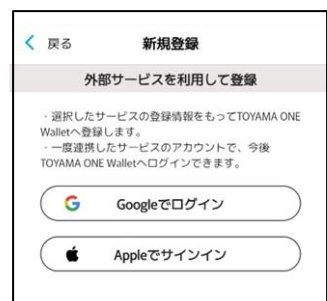 戻る 新規登録
外部サービスを利用して登録
・選択したサービスの登録情報をもってTOYAMA ONE
Walletへ登録します。
・一度連携したサービスのアカウントで、今後
TOYAMA ONE Walletへログインできます。
Googleでログイン
Appleでサインイン